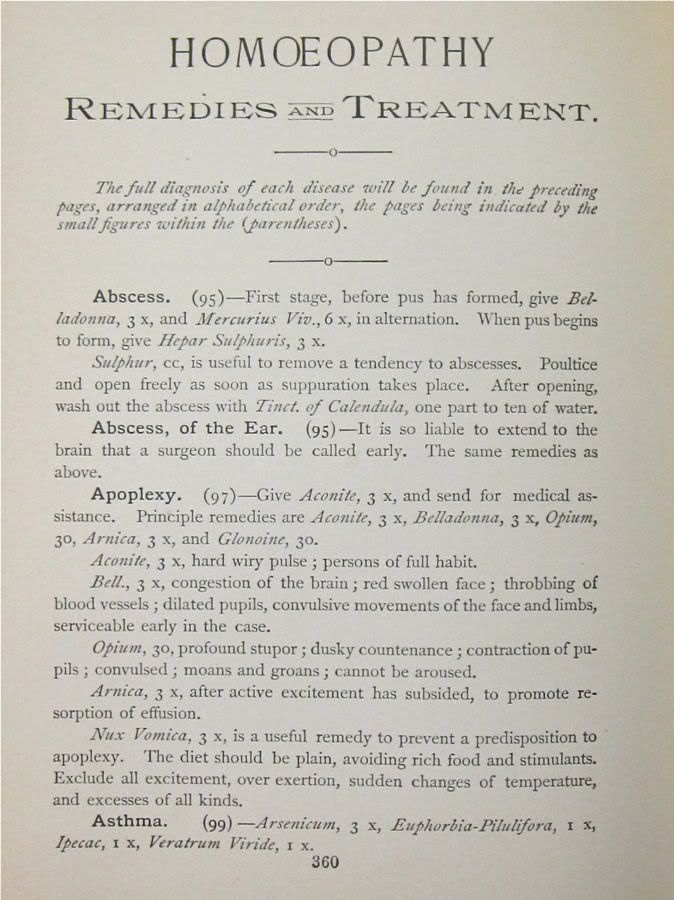 HOMŒOPATHY
REMEDIES AND TREATMENT.
The full diagnosis of each disease will be found in the preceding
pages, arranged in alphabetical order, the pages being indicated by the
small figures within the (parentheses).
Abscess. (95)—First stage, before pus has formed, give Bel-
ladonna, 3 x, and Mercurius Viv., 6 x, in alternation. When pus begins
to form, give Hepar Sulphuris, 3 x.
Sulphur, cc, is useful to remove a tendency to abscesses. Poultice
and open freely as soon as suppuration takes place. After opening,
wash out the abscess with Tinct. of Calendula, one part to ten of water.
Abscess, of the Ear. (95)—It is so liable to extend to the
brain that a surgeon should be called early. The same remedies as
above.
Apoplexy. (97)—Give Aconite, 3 x, and send for medical as-
sistance. Principle remedies are Aconite, 3 x, Belladonna, 3 x, Opium,
30, Arnica, 3 x, and Glonoine, 30.
Aconite, 3 x, hard wiry pulse ; persons of full habit.
Bell., 3 x, congestion of the brain ; red swollen face ; throbbing of
blood vessels ; dilated pupils, convulsive movements of the face and limbs,
serviceable early in the case.
Opium, 30, profound stupor ; dusky countenance ; contraction of pu-
pils ; convulsed ; moans and groans ; cannot be aroused.
Arnica, 3 x, after active excitement has subsided, to promote re-
sorption of effusion.
Nux Vomica, 3 x, is a useful remedy to prevent a predisposition to
apoplexy. The diet should be plain, avoiding rich food and stimulants.
Exclude all excitement, over exertion, sudden changes of temperature,
and excesses of all kinds.
Asthma. (99)—Arsenicum, 3 x, Euphorbia-Pilulifora, 1 x,
Ipecac, 1 x, Veratrum Viride, 1 x.
360